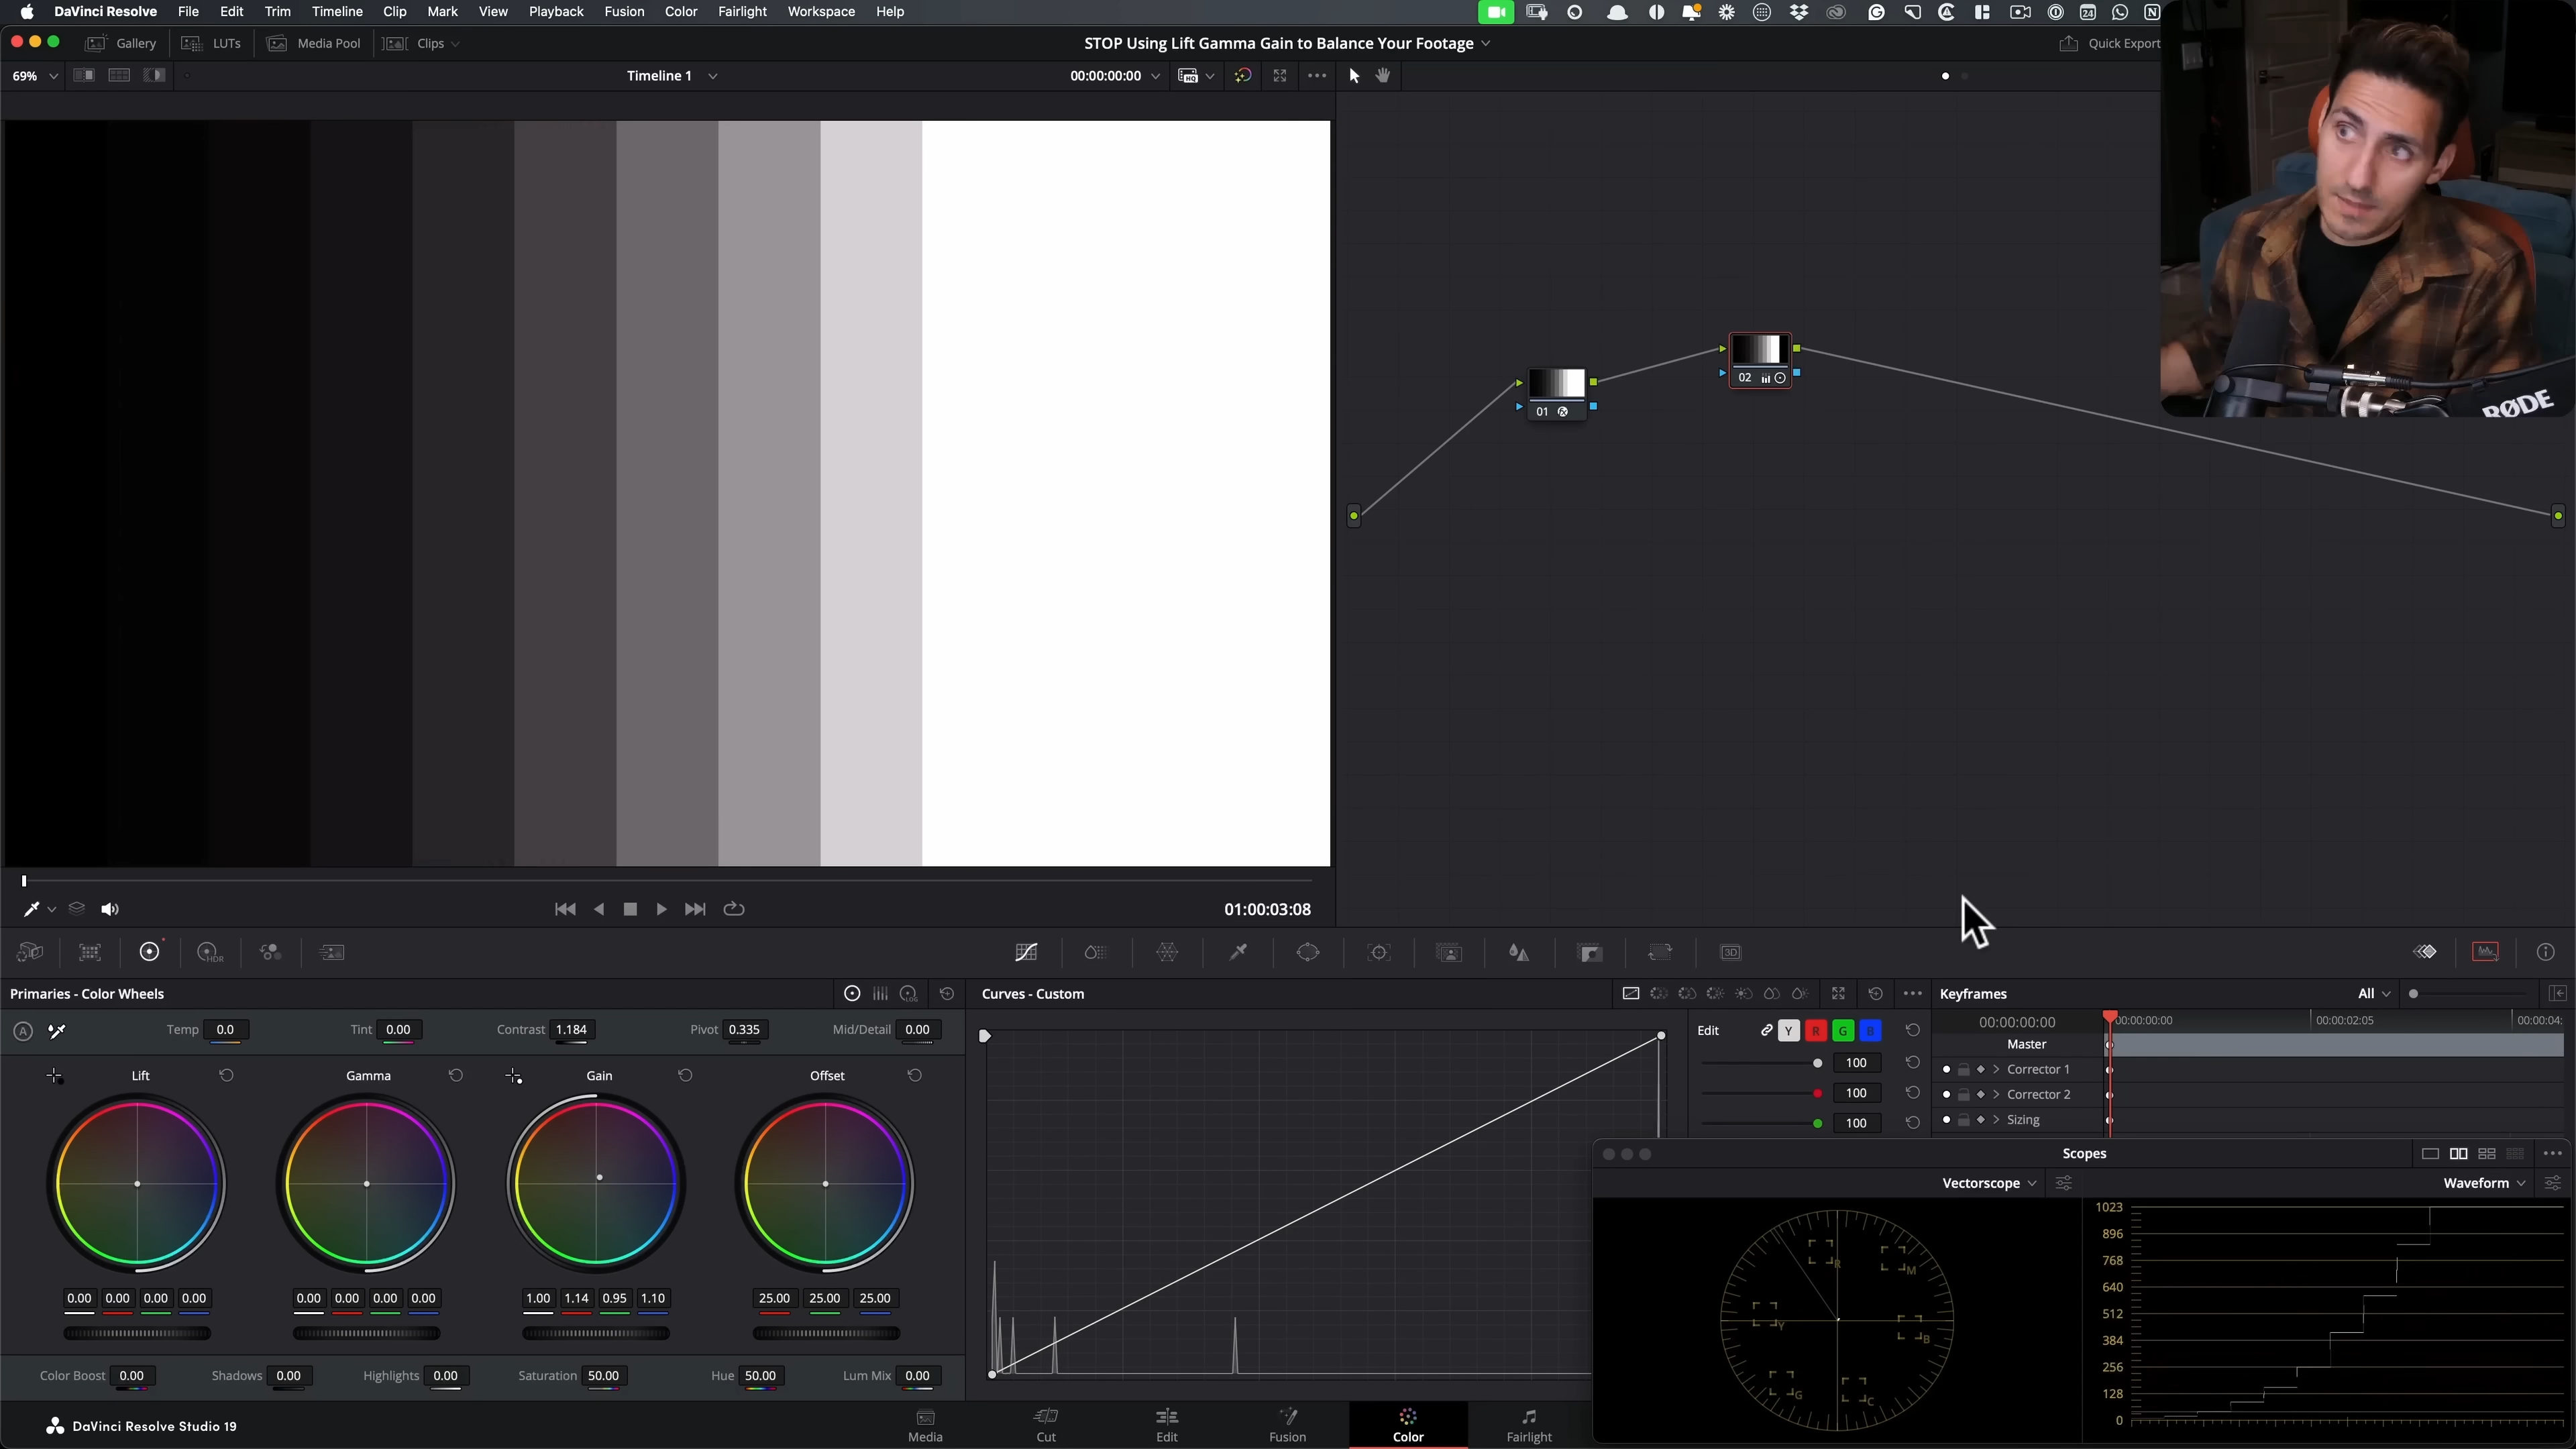 DaVinci Resolve File Edit Trim Timeline Clip Mark View Playback Fusion Color Fairlight Workspace Help
Gallery LUTs Media Pool Clips STOP Using Lift Gamma Gain to Balance Your Footage Quick Export
69% Timeline 1 00:00:00:00
RØDE
02
01
01:00:03:08
HDR
3D
Primaries - Color Wheels
LOG
Curves - Custom
Keyframes
All
A
Temp 0.0 Tint 0.00 Contrast 1.184 Pivot 0.335 Mid/Detail 0.00
Edit Y R G B
00:00:00:00 00:00:00:00 00:00:02:05 00:00:04:
Master
Lift Gamma Gain Offset
100
Corrector 1
100
Corrector 2
100
Sizing
Scopes
Vectorscope
Waveform
R
M
Y
B
G
C
1023
896
768
640
512
384
256
128
0
0.00 0.00 0.00 0.00
0.00 0.00 0.00 0.00
1.00 1.14 0.95 1.10
25.00 25.00 25.00
Color Boost 0.00 Shadows 0.00 Highlights 0.00 Saturation 50.00 Hue 50.00 Lum Mix 0.00
DaVinci Resolve Studio 19
Media Cut Edit Fusion Color Fairlight